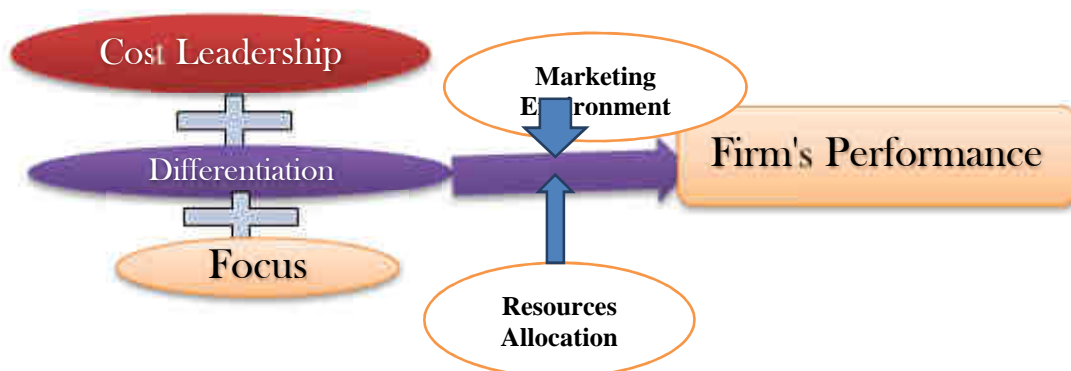 Cost Leadership
Marketing
Environment
Differentiation
Firm's Performance
Focus
Resources
Allocation